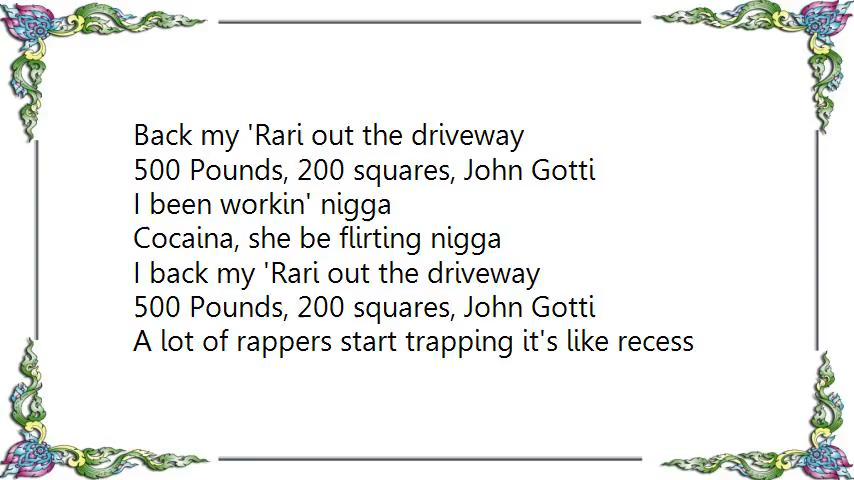 Back my 'Rari out the driveway
500 Pounds, 200 squares, John Gotti
I been workin' nigga
Cocaina, she be flirting nigga
I back my 'Rari out the driveway
500 Pounds, 200 squares, John Gotti
A lot of rappers start trapping it's like recess